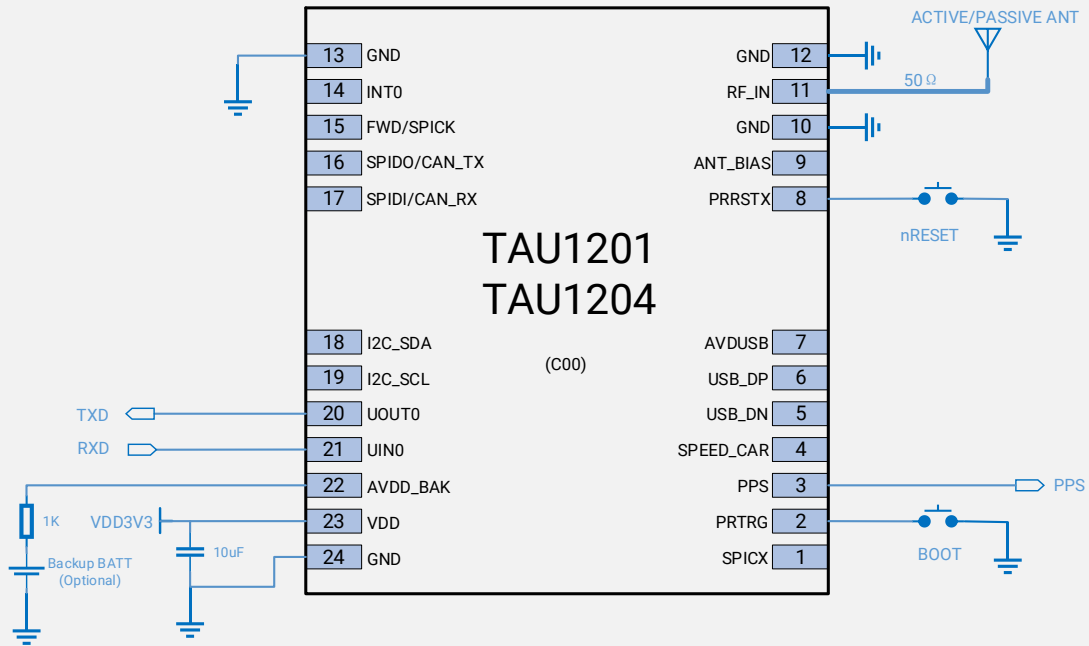 ACTIVE/PASSIVE ANT
13 GND
GND 12
14 INT0
RF_IN 11
50Ω
15 FWD/SPICK
GND 10
16 SPIDO/CAN_TX
ANT_BIAS 9
17 SPIDI/CAN_RX
PRRSTX 8
nRESET
TAU1201
TAU1204
(C00)
18 I2C_SDA
AVDUSB 7
19 I2C_SCL
USB_DP 6
TXD
20 UOUT0
USB_DN 5
RXD
21 UIN0
SPEED_CAR 4
22 AVDD_BAK
PPS 3
PPS
1K
VDD3V3
23 VDD
PRTRG 2
BOOT
10uF
24 GND
SPICX 1
Backup BATT
(Optional)